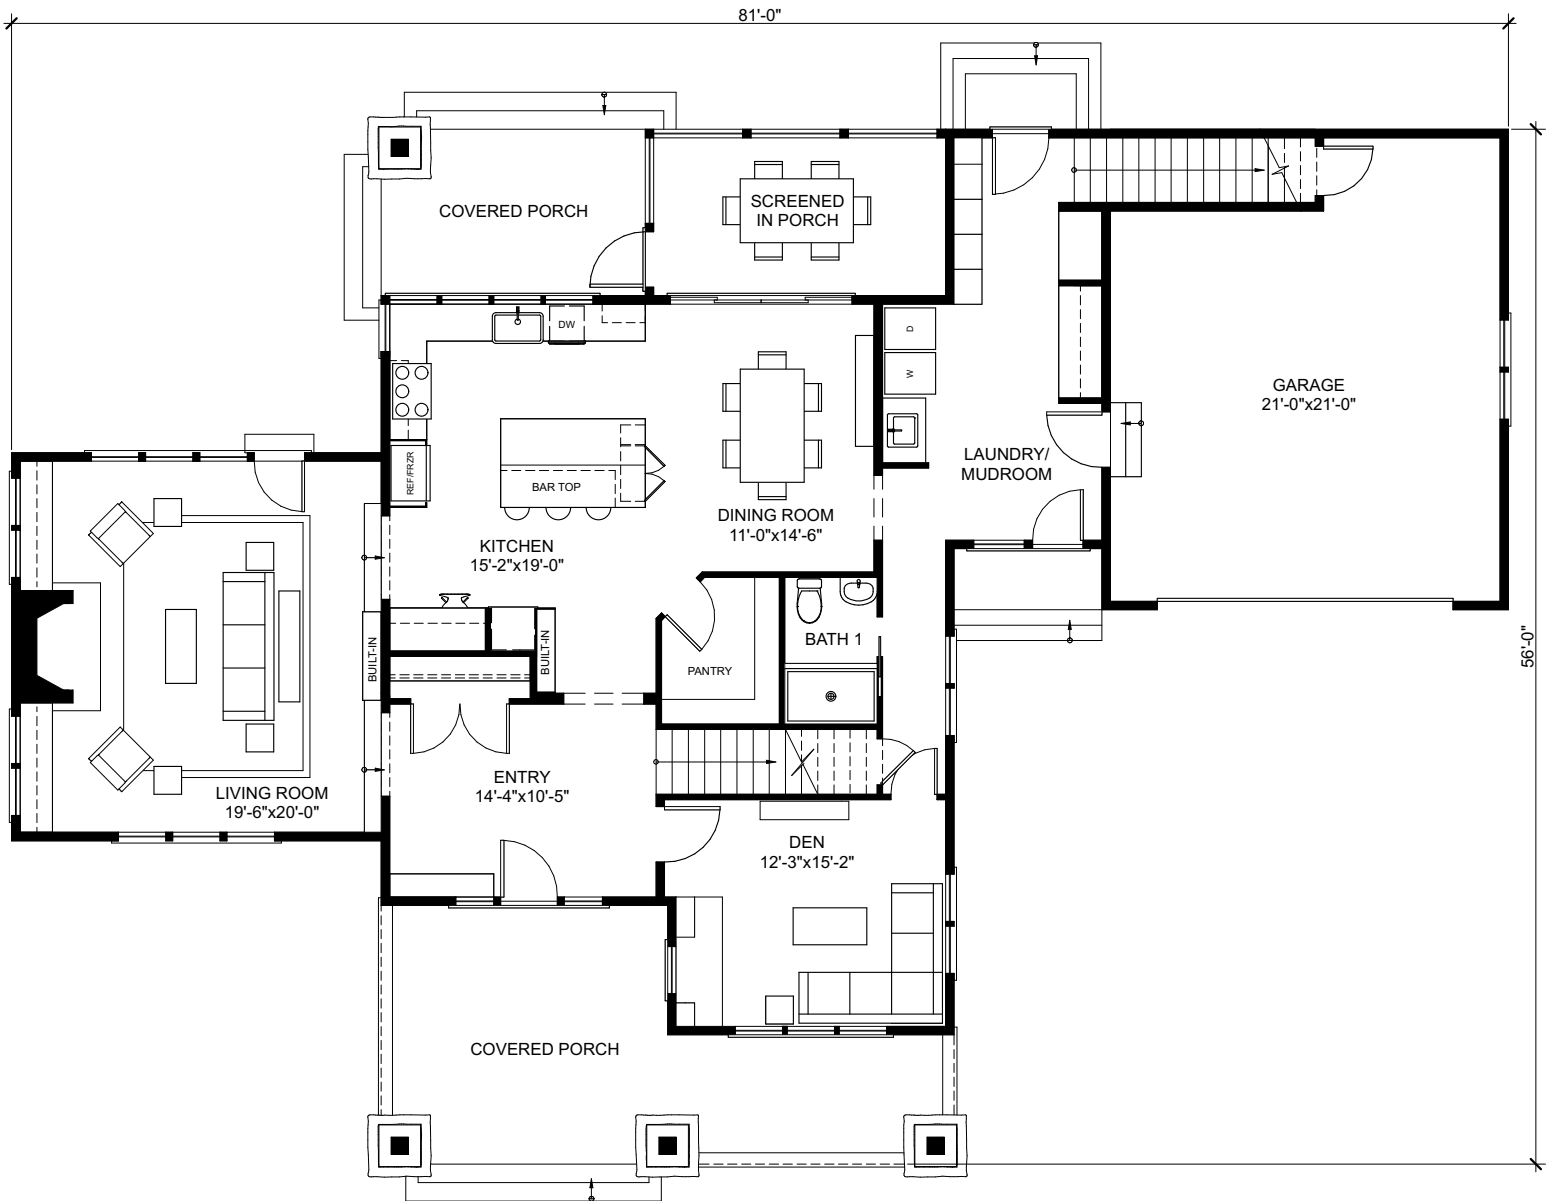 81'-0"
COVERED PORCH
SCREENED
IN PORCH
DW
D
W
GARAGE
21'-0"x21'-0"
REF/FRZR
BAR TOP
LAUNDRY/
MUDROOM
DINING ROOM
11'-0"x14'-6"
KITCHEN
15'-2"x19'-0"
BUILT-IN
BUILT-IN
PANTRY
BATH 1
56'-0"
LIVING ROOM
19'-6"x20'-0"
ENTRY
14'-4"x10'-5"
DEN
12'-3"x15'-2"
COVERED PORCH